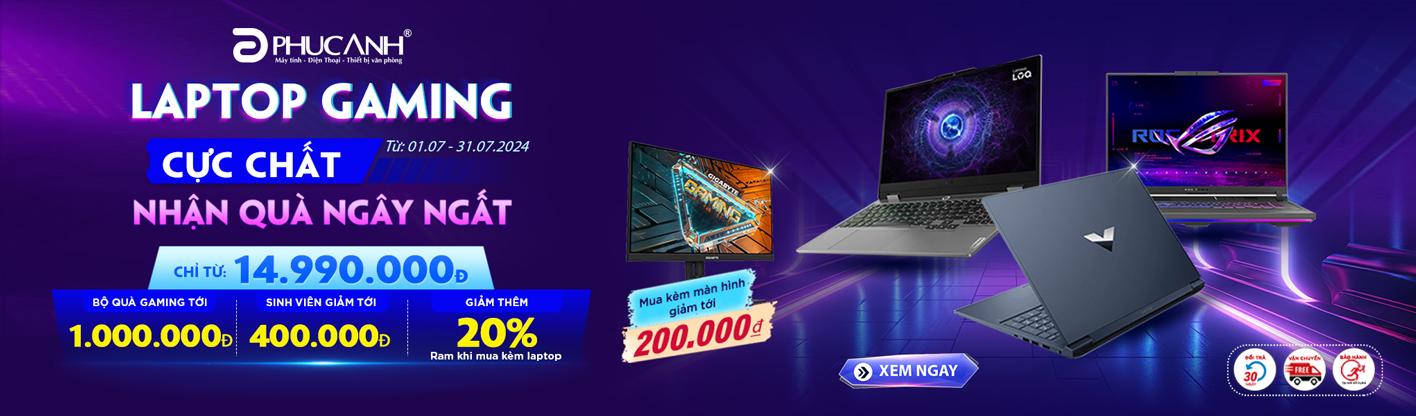 PHUCANH®
Máy tính - Điện Thoại - Thiết bị văn phòng
LAPTOP GAMING
CỰC CHẤT
Từ: 01.07 - 31.07.2024
NHẬN QUÀ NGÂY NGẤT
CHỈ TỪ: 14.990.000Đ
BỘ QUÀ GAMING TỚI
1.000.000Đ
SINH VIÊN GIẢM TỚI
400.000Đ
GIẢM THÊM
20%
Ram khi mua kèm laptop
GIGABYTE
GAMING
GIGABYTE
Mua kèm màn hình
giảm tới
200.000đ
LOQ
XEM NGAY
ĐỔI TRẢ
30
NGÀY
VẬN CHUYỂN
FREE
BẢO HÀNH